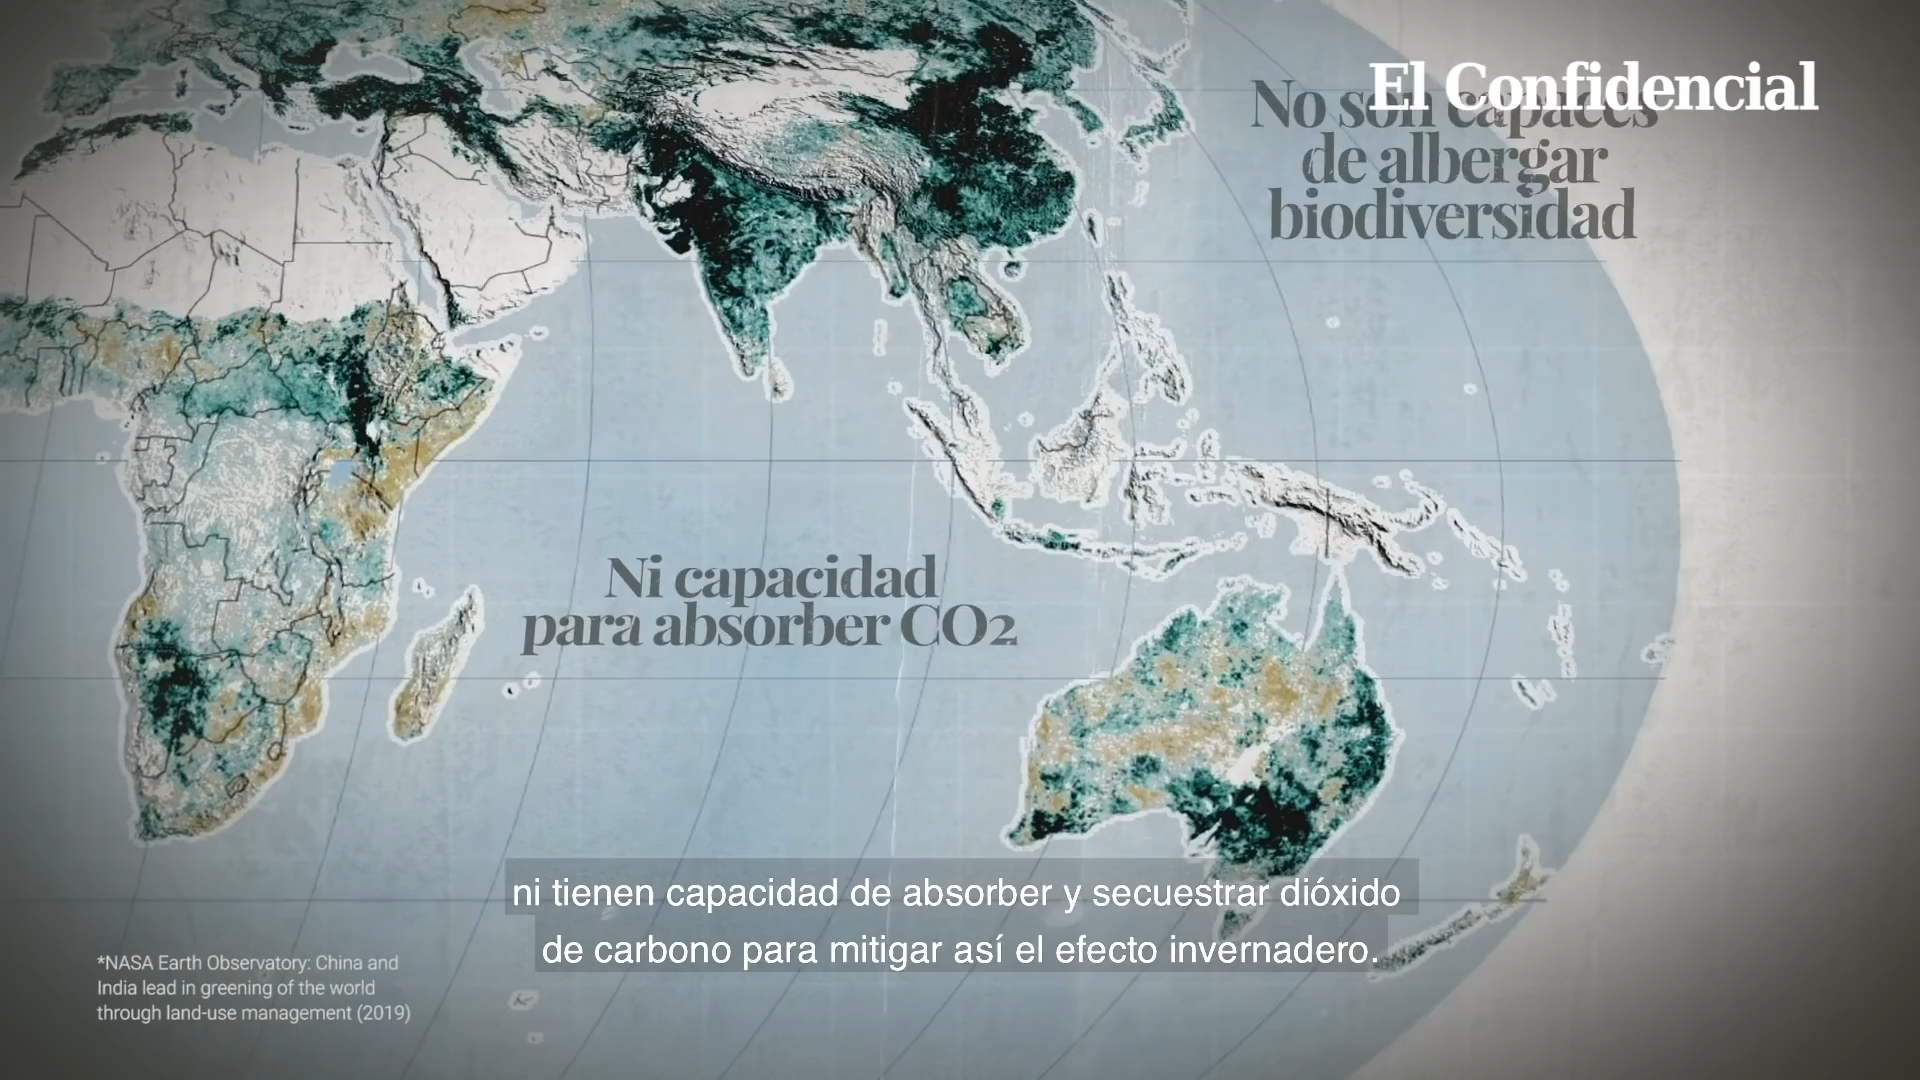 El Confidencial
No son capaces
de albergar
biodiversidad
Ni capacidad
para absorber CO2
ni tienen capacidad de absorber y secuestrar dióxido
de carbono para mitigar así el efecto invernadero.
*NASA Earth Observatory: China and
India lead in greening of the world
through land-use management (2019)